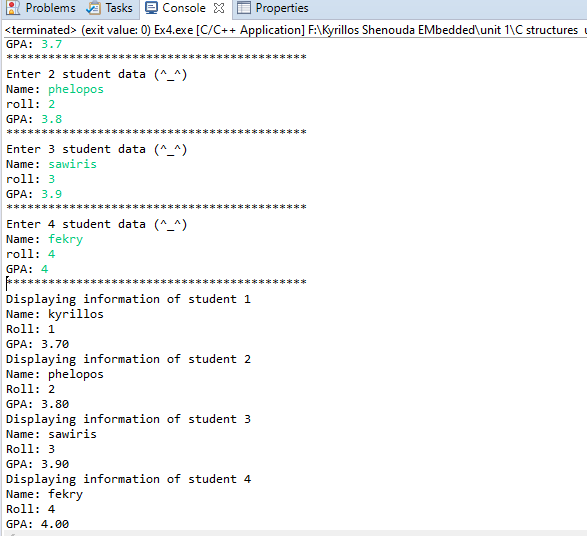 Problems Tasks Console Properties
<terminated> (exit value: 0) Ex4.exe [C/C++ Application] F:\Kyrillos Shenouda EMbedded\unit 1\C structures u
GPA: 3.7
*******************************************
Enter 2 student data (^_^)
Name: phelopos
roll: 2
GPA: 3.8
*******************************************
Enter 3 student data (^_^)
Name: sawiris
roll: 3
GPA: 3.9
*******************************************
Enter 4 student data (^_^)
Name: fekry
roll: 4
GPA: 4
*******************************************
Displaying information of student 1
Name: kyrillos
Roll: 1
GPA: 3.70
Displaying information of student 2
Name: phelopos
Roll: 2
GPA: 3.80
Displaying information of student 3
Name: sawiris
Roll: 3
GPA: 3.90
Displaying information of student 4
Name: fekry
Roll: 4
GPA: 4.00